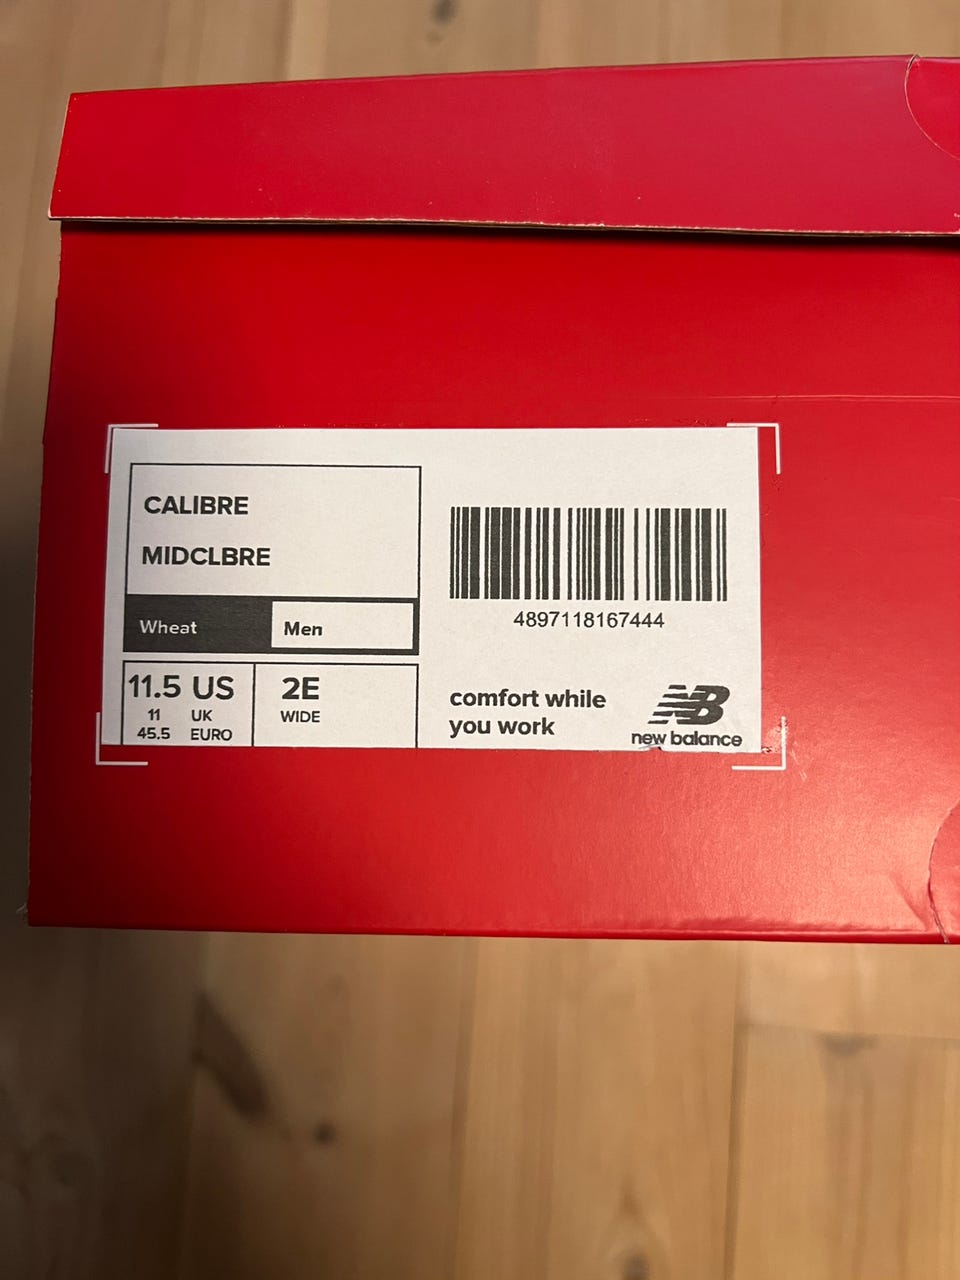 CALIBRE
MIDCLBRE
Wheat Men
11.5 US
11 UK
45.5 EURO
2E
WIDE
4897118167444
comfort while
you work
NB
new balance